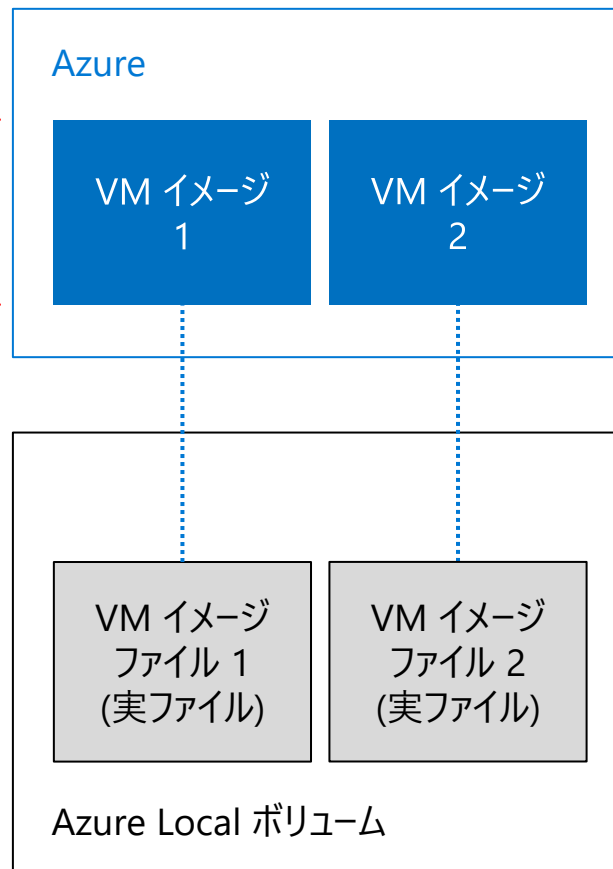 Azure
VM イメージ
1
VM イメージ
2
VM イメージ
ファイル 1
(実ファイル)
VM イメージ
ファイル 2
(実ファイル)
Azure Local ボリューム